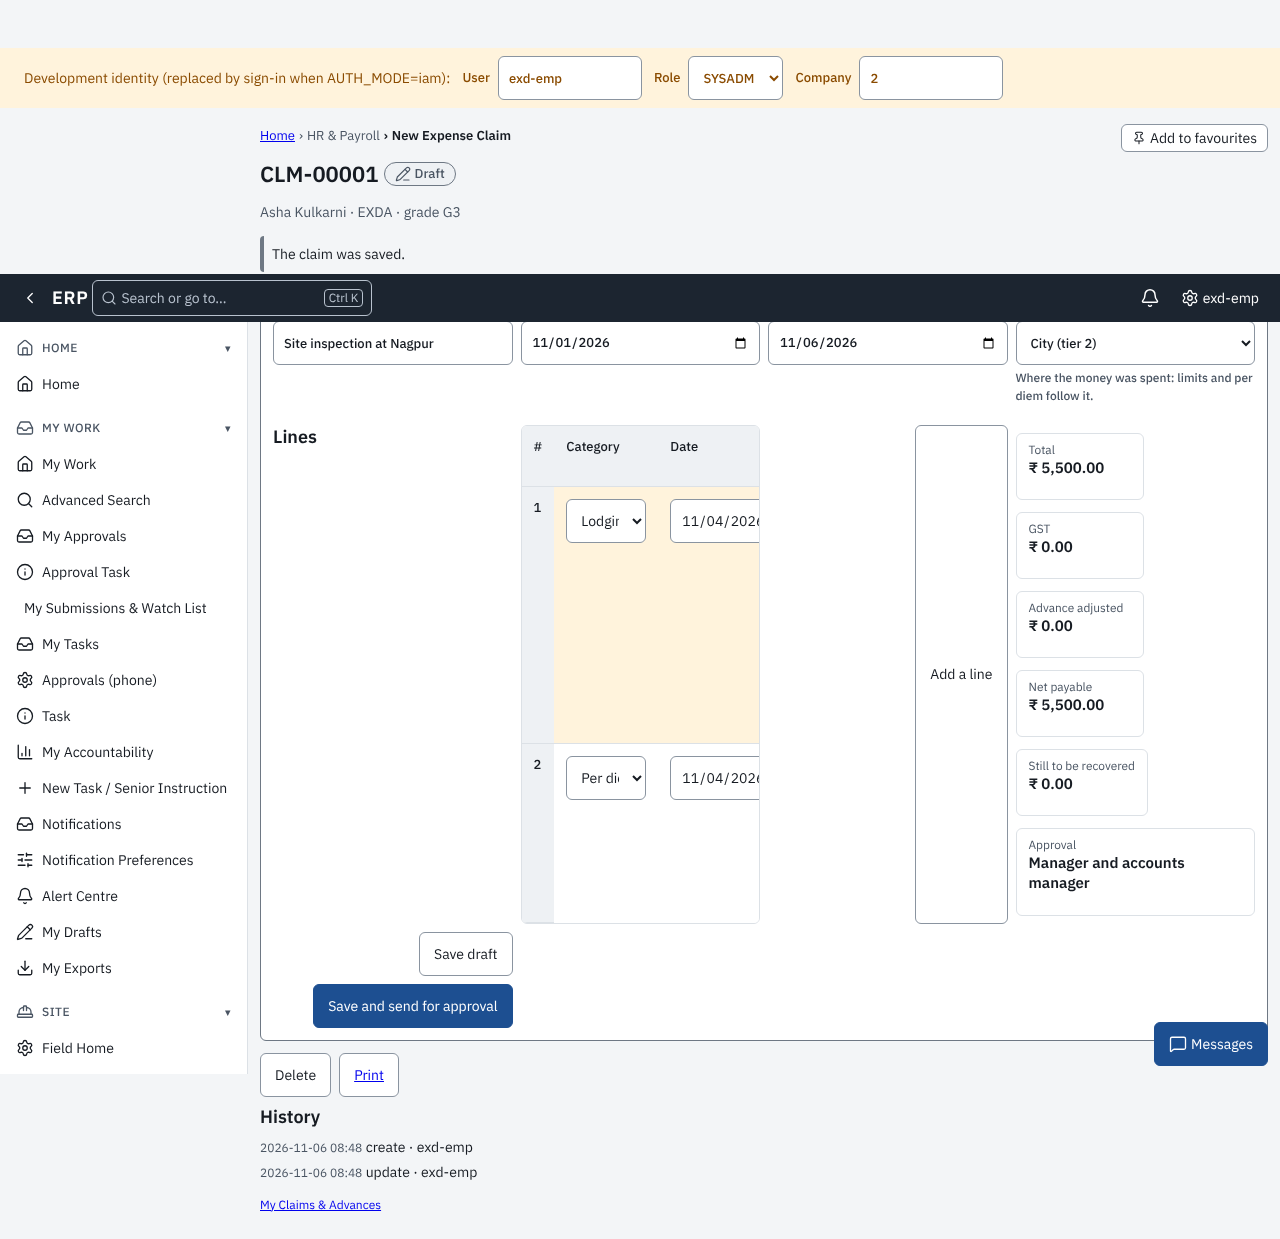 Development identity (replaced by sign-in when AUTH_MODE=iam): User exd-emp Role SYSADM Company 2
Home › HR & Payroll › New Expense Claim
Add to favourites
CLM-00001 Draft
Asha Kulkarni · EXDA · grade G3
The claim was saved.
ERP Search or go to... Ctrl K exd-emp
HOME
Home
MY WORK
My Work
Advanced Search
My Approvals
Approval Task
My Submissions & Watch List
My Tasks
Approvals (phone)
Task
My Accountability
New Task / Senior Instruction
Notifications
Notification Preferences
Alert Centre
My Drafts
My Exports
SITE
Field Home
Site inspection at Nagpur 11/01/2026 11/06/2026 City (tier 2)
Where the money was spent: limits and per
diem follow it.
Lines
# Category Date
1 Lodgin 11/04/2026
2 Per die 11/04/2026
Add a line
Total
₹ 5,500.00
GST
₹ 0.00
Advance adjusted
₹ 0.00
Net payable
₹ 5,500.00
Still to be recovered
₹ 0.00
Approval
Manager and accounts
manager
Save draft
Save and send for approval
Messages
Delete Print
History
2026-11-06 08:48 create · exd-emp
2026-11-06 08:48 update · exd-emp
My Claims & Advances